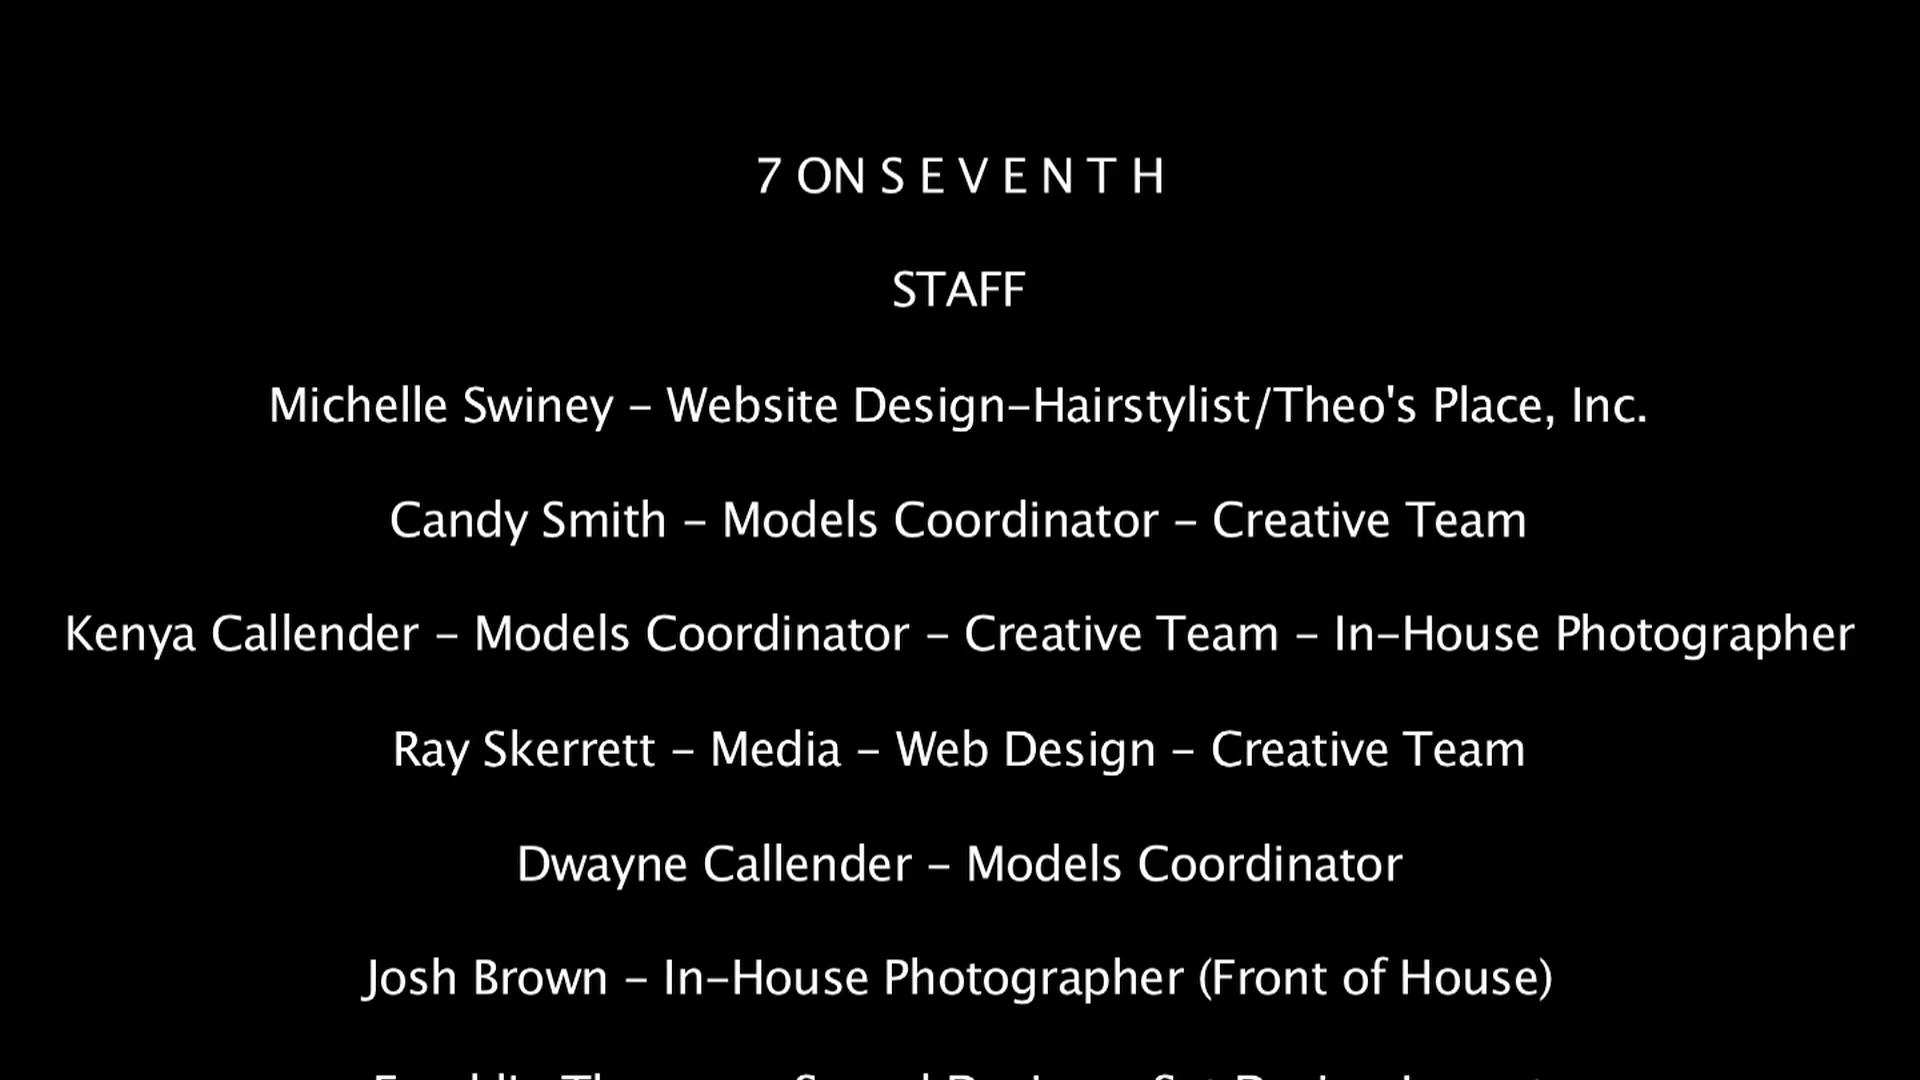 7 ON S E V E N T H
STAFF
Michelle Swiney - Website Design-Hairstylist/Theo's Place, Inc.
Candy Smith - Models Coordinator - Creative Team
Kenya Callender - Models Coordinator - Creative Team - In-House Photographer
Ray Skerrett - Media - Web Design - Creative Team
Dwayne Callender - Models Coordinator
Josh Brown - In-House Photographer (Front of House)